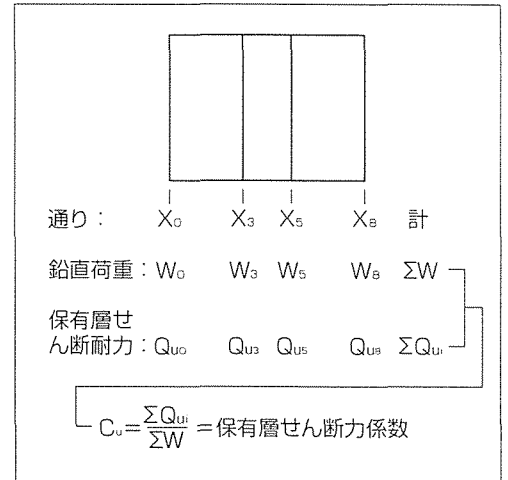 通り： X₀ X₃ X₅ X₈ 計
鉛直荷重：W₀ W₃ W₅ W₈ ΣW
保有層せ
ん断耐力：Qu₀ Qu₃ Qu₅ Qu₈ ΣQui
Cu=ΣQui/ΣW=保有層せん断力係数